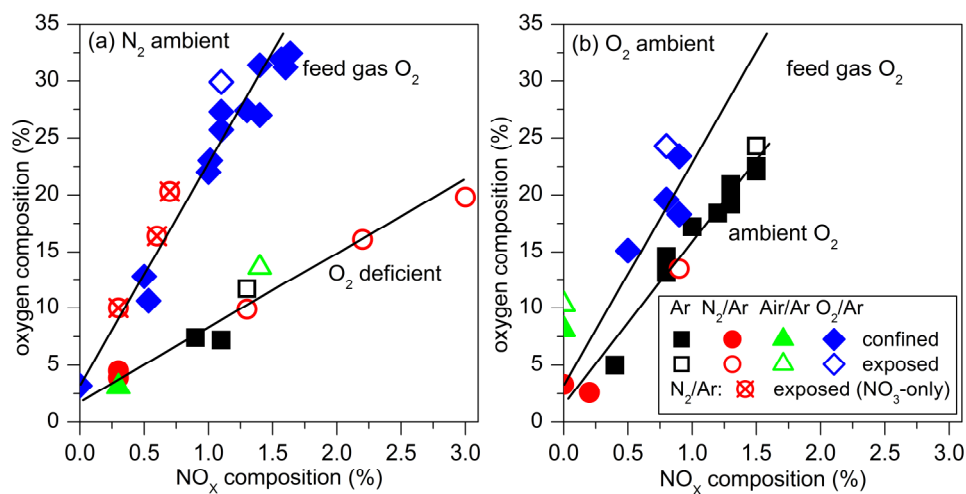 (a) N₂ ambient
feed gas O₂
O₂ deficient
35
30
25
20
15
10
5
0
oxygen composition (%)
0.0 0.5 1.0 1.5 2.0 2.5 3.0
NOₓ composition (%)
(b) O₂ ambient
feed gas O₂
ambient O₂
35
30
25
20
15
10
5
0
oxygen composition (%)
0.0 0.5 1.0 1.5 2.0 2.5 3.0
NOₓ composition (%)
Ar N₂/Ar Air/Ar O₂/Ar
confined
exposed
N₂/Ar: exposed (NO₃-only)